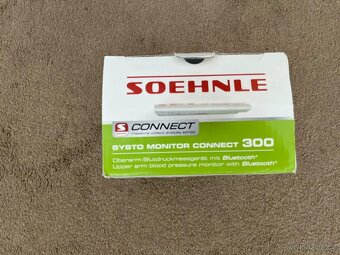 SOEHNLE
S CONNECT
SYSTO MONITOR CONNECT 300
Oberarm-Blutdruckmessgerät mit Bluetooth®
Upper arm blood pressure monitor with Bluetooth®